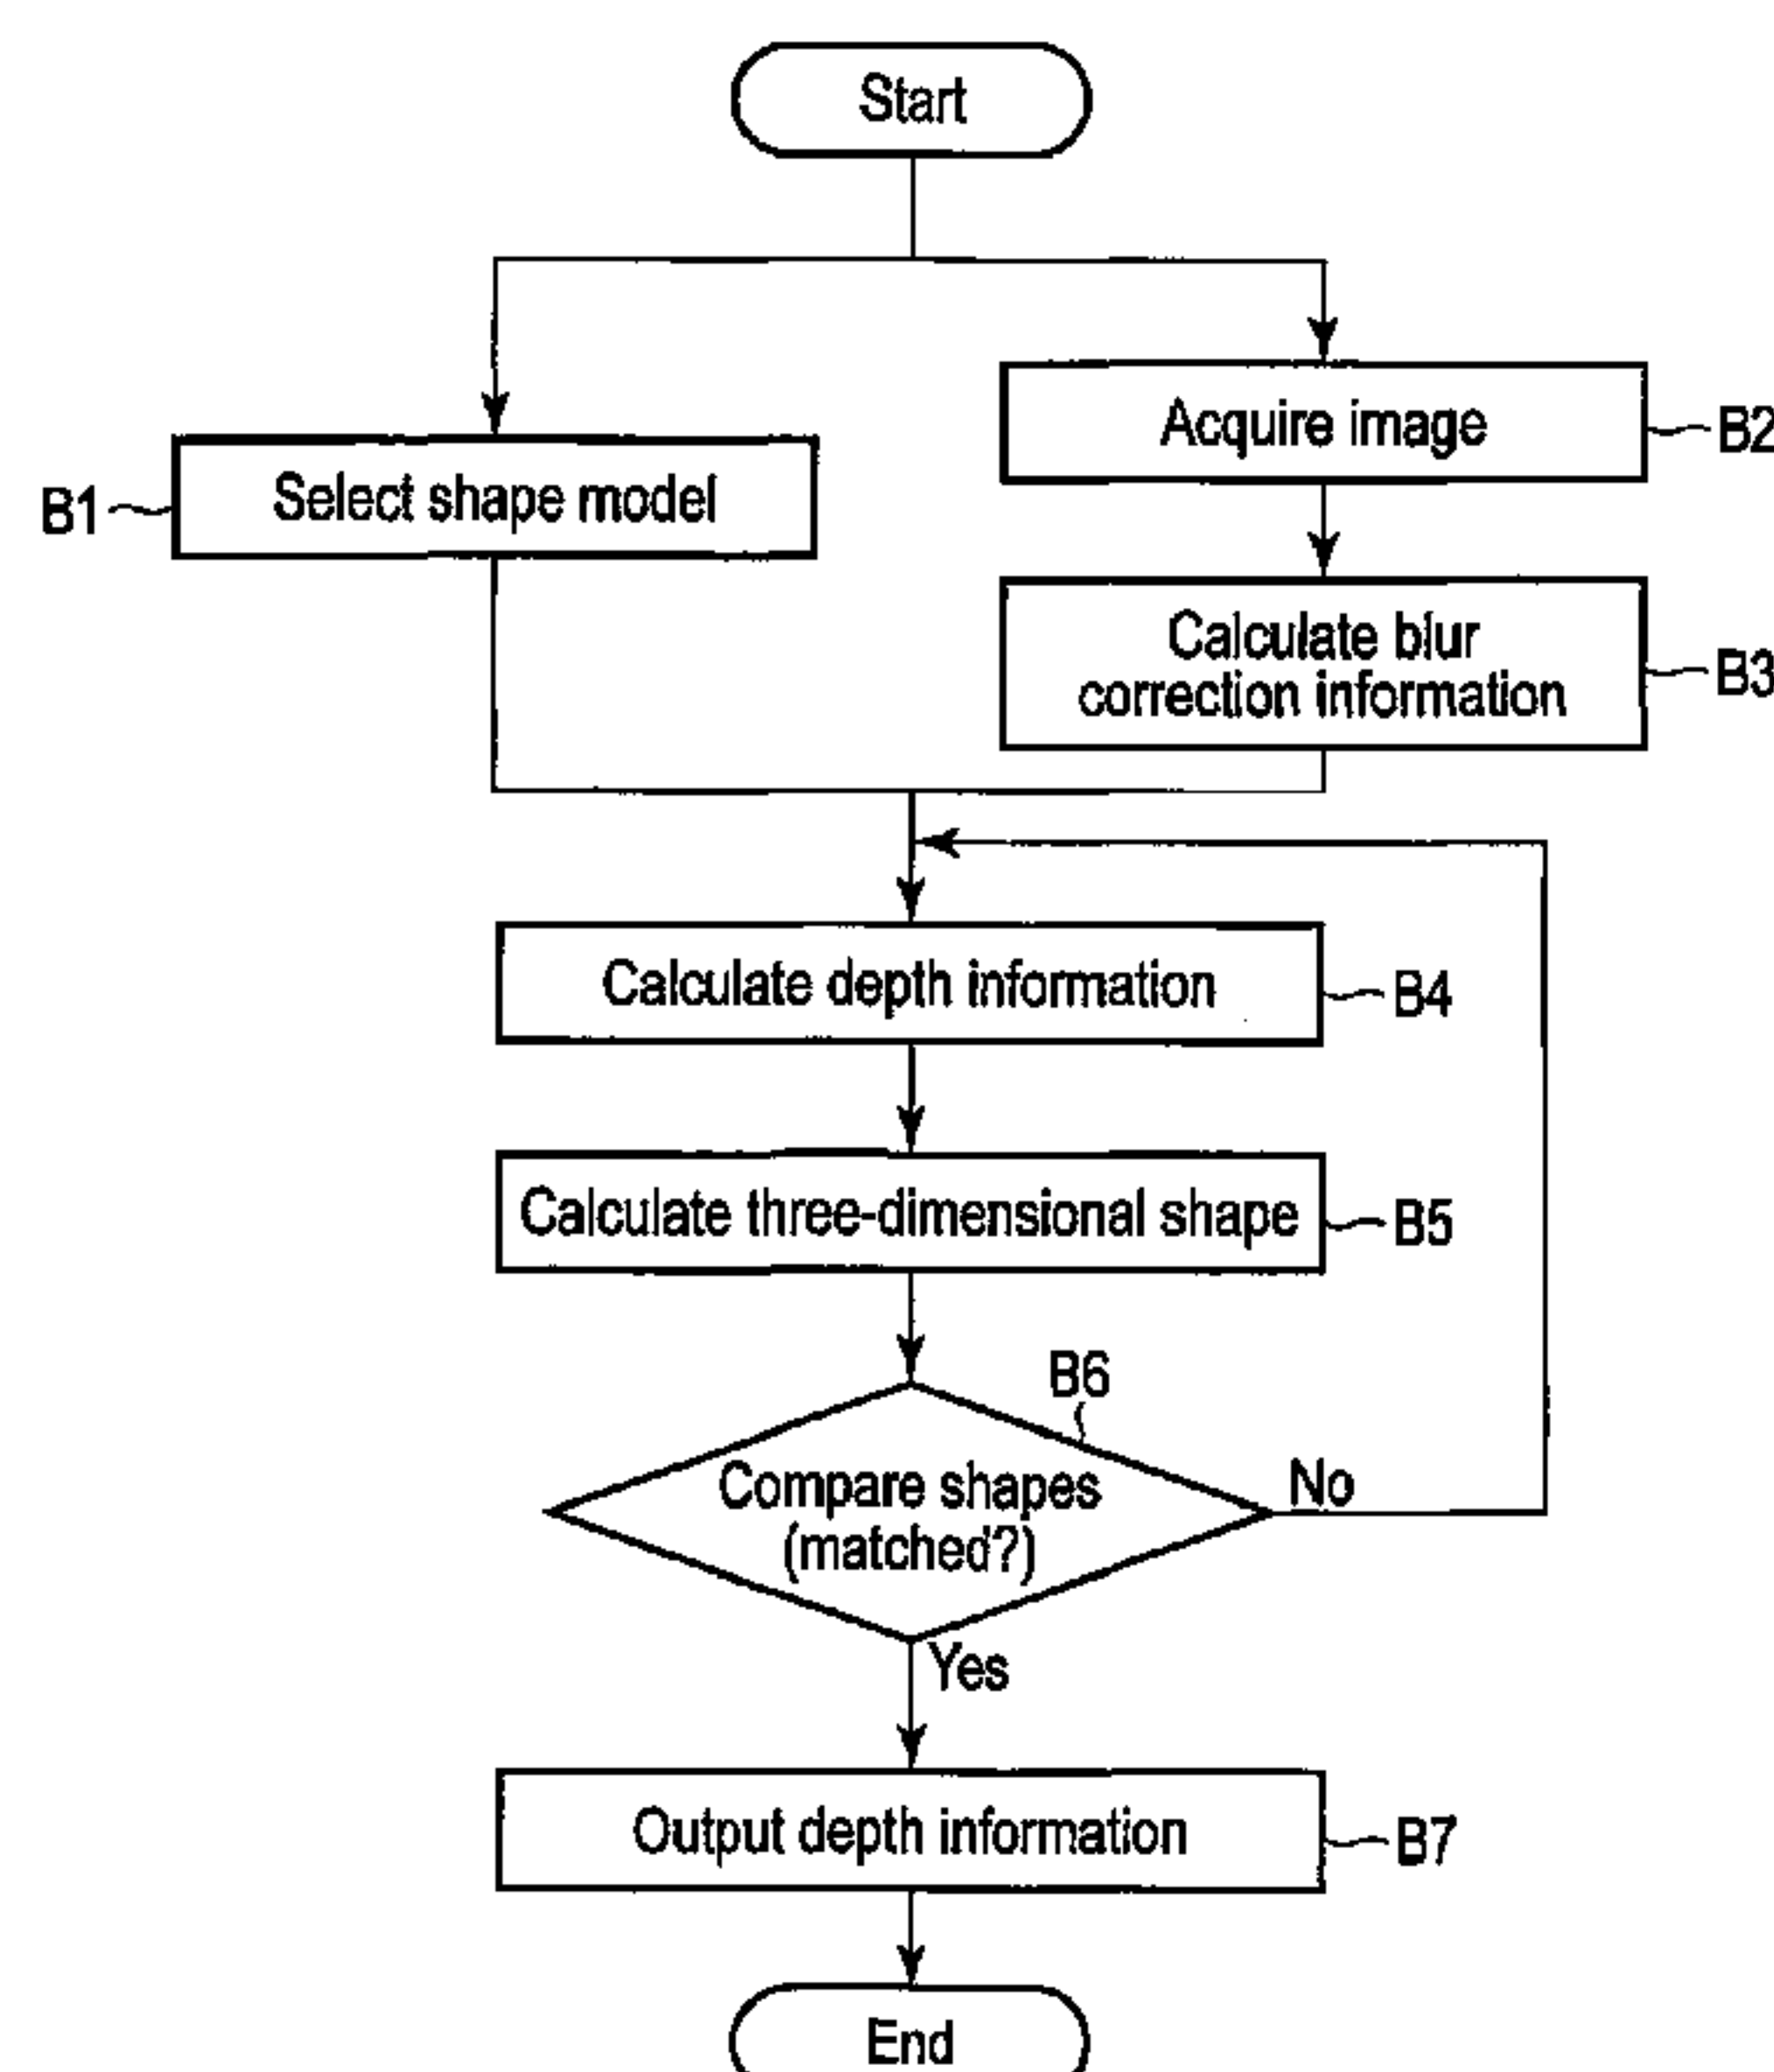 Start
Acquire image
B2
B1
Select shape model
Calculate blur
correction information
B3
Calculate depth information
B4
Calculate three-dimensional shape
B5
B6
Compare shapes
(matched?)
No
Yes
Output depth information
B7
End